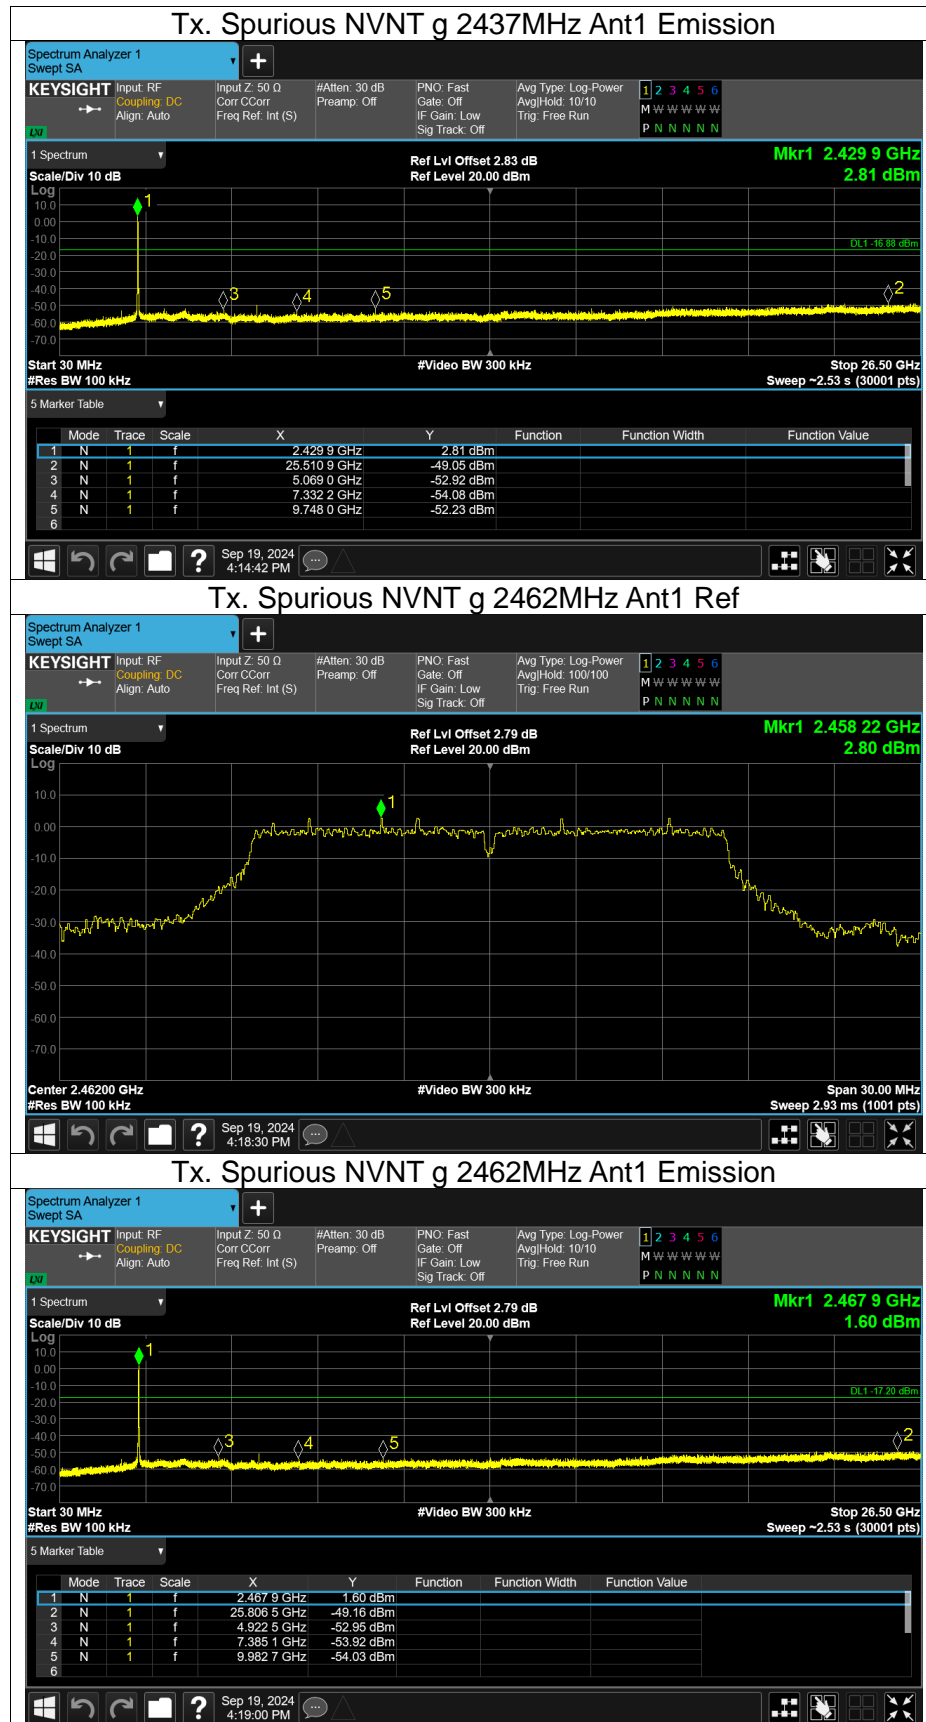 Tx. Spurious NVNT g 2437MHz Ant1 Emission
Spectrum Analyzer 1
Swept SA
+
KEYSIGHT Input: RF Input Z: 50 Ω #Atten: 30 dB PNO: Fast Avg Type: Log-Power 1 2 3 4 5 6
Coupling: DC Corr CCorr Preamp: Off Gate: Off Avg|Hold: 10/10 M W W W W W
Align: Auto Freq Ref: Int (S) IF Gain: Low Trig: Free Run
LXI Sig Track: Off P N N N N N
1 Spectrum Ref Lvl Offset 2.83 dB Mkr1 2.429 9 GHz
Scale/Div 10 dB Ref Level 20.00 dBm 2.81 dBm
Log
10.0 1
0.00
-10.0 DL1 -16.88 dBm
-20.0
-30.0
-40.0
-50.0 3 4 5 2
-60.0
-70.0
Start 30 MHz #Video BW 300 kHz Stop 26.50 GHz
#Res BW 100 kHz Sweep ~2.53 s (30001 pts)
5 Marker Table
Mode Trace Scale X Y Function Function Width Function Value
1 N 1 f 2.429 9 GHz 2.81 dBm
2 N 1 f 25.510 9 GHz -49.05 dBm
3 N 1 f 5.069 0 GHz -52.92 dBm
4 N 1 f 7.332 2 GHz -54.08 dBm
5 N 1 f 9.748 0 GHz -52.23 dBm
6
? Sep 19, 2024
4:14:42 PM
Tx. Spurious NVNT g 2462MHz Ant1 Ref
Spectrum Analyzer 1
Swept SA
+
KEYSIGHT Input: RF Input Z: 50 Ω #Atten: 30 dB PNO: Fast Avg Type: Log-Power 1 2 3 4 5 6
Coupling: DC Corr CCorr Preamp: Off Gate: Off Avg|Hold: 100/100 M W W W W W
Align: Auto Freq Ref: Int (S) IF Gain: Low Trig: Free Run
LXI Sig Track: Off P N N N N N
1 Spectrum Ref Lvl Offset 2.79 dB Mkr1 2.458 22 GHz
Scale/Div 10 dB Ref Level 20.00 dBm 2.80 dBm
Log
10.0 1
0.00
-10.0
-20.0
-30.0
-40.0
-50.0
-60.0
-70.0
Center 2.46200 GHz #Video BW 300 kHz Span 30.00 MHz
#Res BW 100 kHz Sweep 2.93 ms (1001 pts)
? Sep 19, 2024
4:18:30 PM
Tx. Spurious NVNT g 2462MHz Ant1 Emission
Spectrum Analyzer 1
Swept SA
+
KEYSIGHT Input: RF Input Z: 50 Ω #Atten: 30 dB PNO: Fast Avg Type: Log-Power 1 2 3 4 5 6
Coupling: DC Corr CCorr Preamp: Off Gate: Off Avg|Hold: 10/10 M W W W W W
Align: Auto Freq Ref: Int (S) IF Gain: Low Trig: Free Run
LXI Sig Track: Off P N N N N N
1 Spectrum Ref Lvl Offset 2.79 dB Mkr1 2.467 9 GHz
Scale/Div 10 dB Ref Level 20.00 dBm 1.60 dBm
Log
10.0 1
0.00
-10.0 DL1 -17.20 dBm
-20.0
-30.0
-40.0 3 4 5 2
-50.0
-60.0
-70.0
Start 30 MHz #Video BW 300 kHz Stop 26.50 GHz
#Res BW 100 kHz Sweep ~2.53 s (30001 pts)
5 Marker Table
Mode Trace Scale X Y Function Function Width Function Value
1 N 1 f 2.467 9 GHz 1.60 dBm
2 N 1 f 25.806 5 GHz -49.16 dBm
3 N 1 f 4.922 5 GHz -52.95 dBm
4 N 1 f 7.385 1 GHz -53.92 dBm
5 N 1 f 9.982 7 GHz -54.03 dBm
6
? Sep 19, 2024
4:19:00 PM